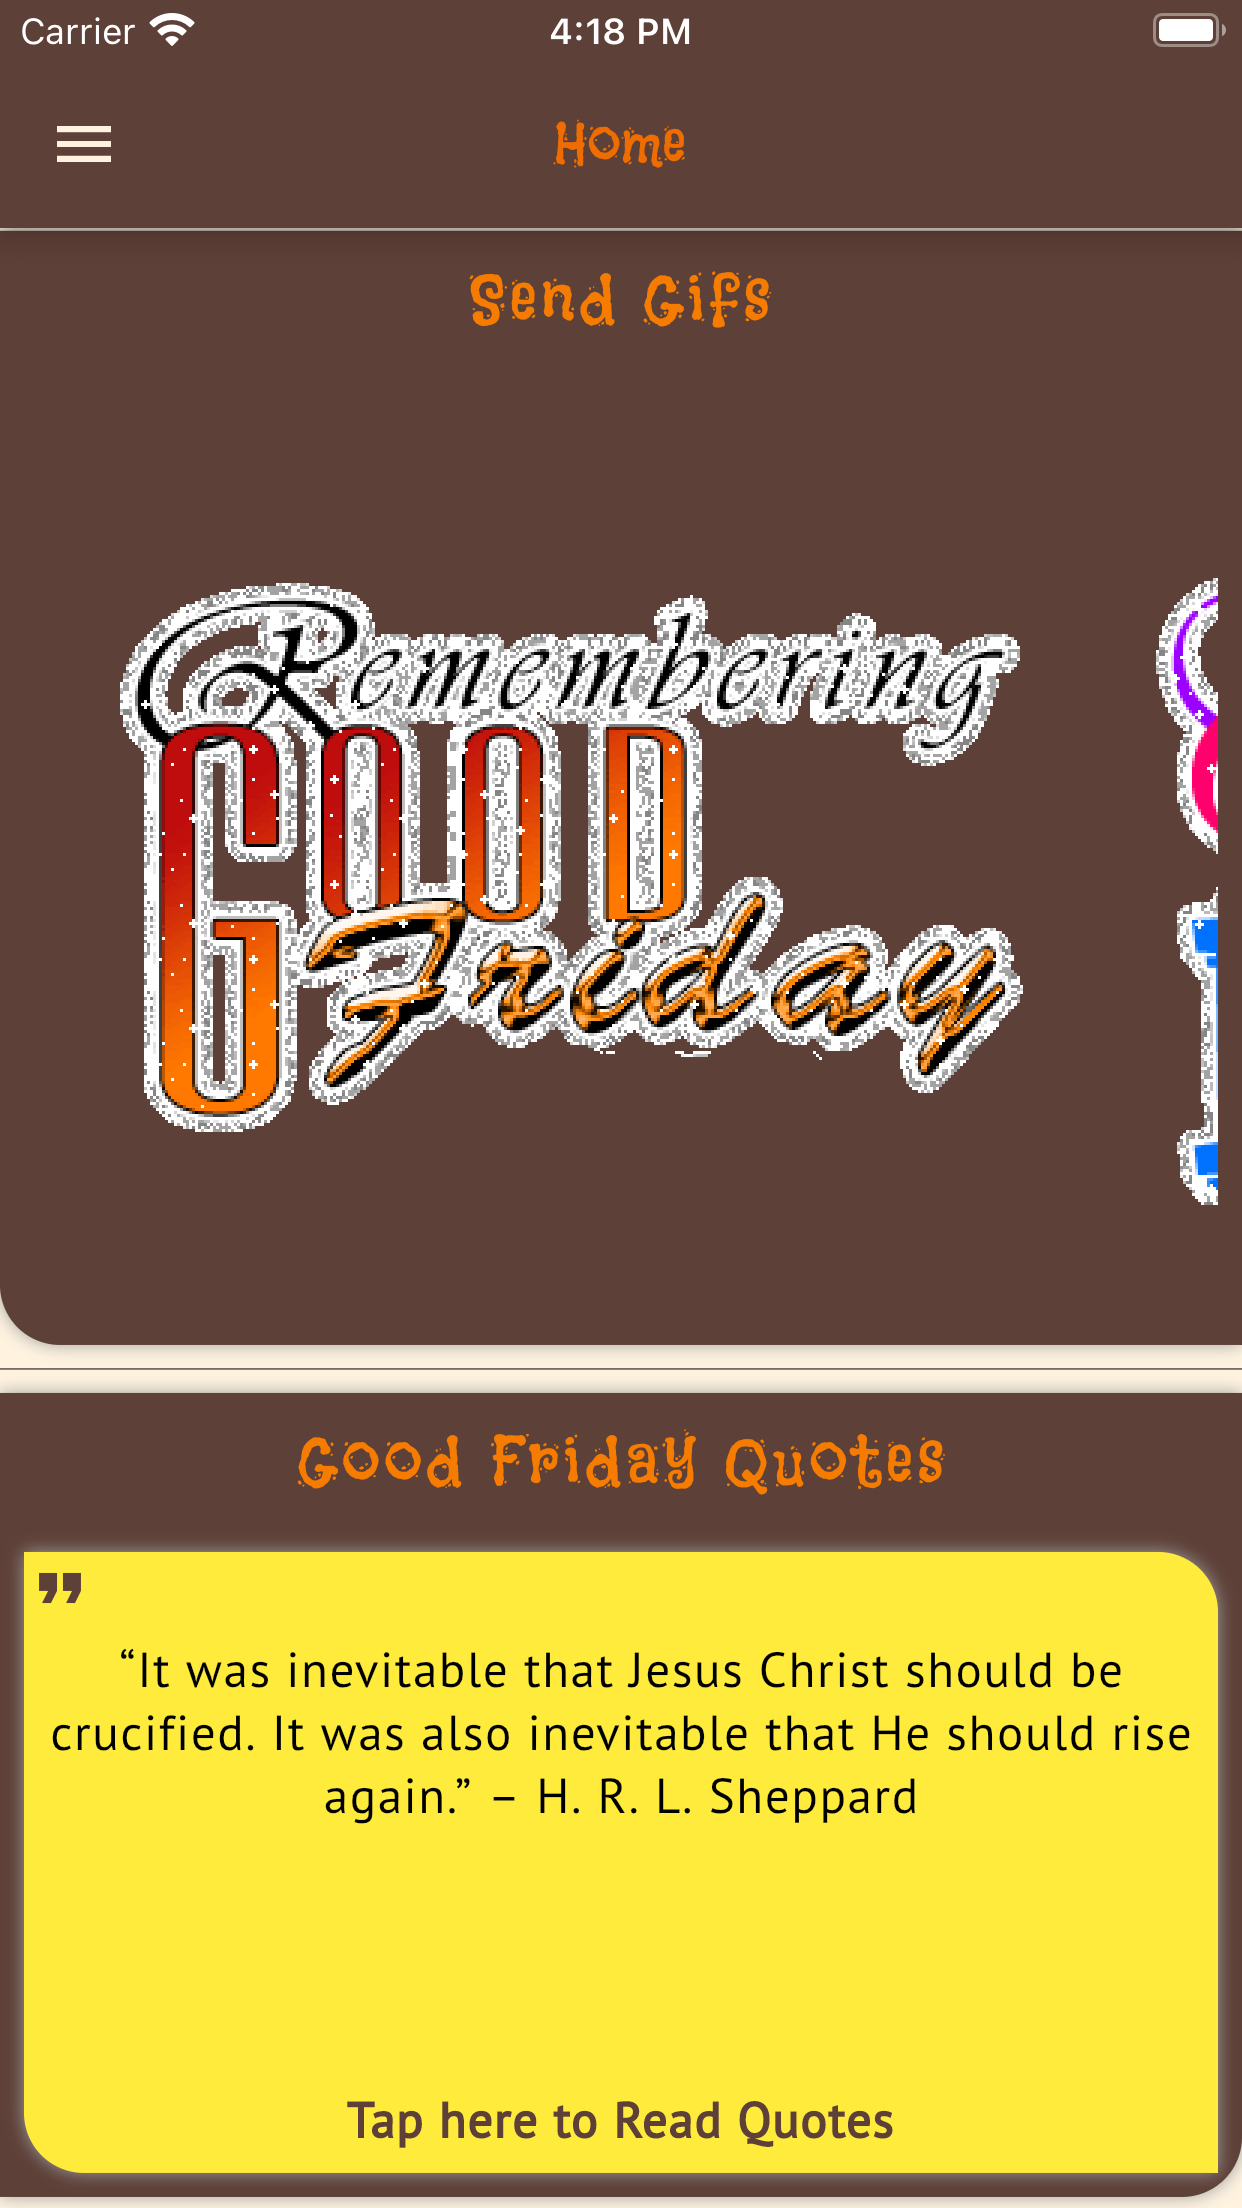 Carrier 4:18 PM
Home
Send Gifs
Remembering
GOOD
Friday
Good Friday Quotes
“It was inevitable that Jesus Christ should be
crucified. It was also inevitable that He should rise
again.” – H. R. L. Sheppard
Tap here to Read Quotes